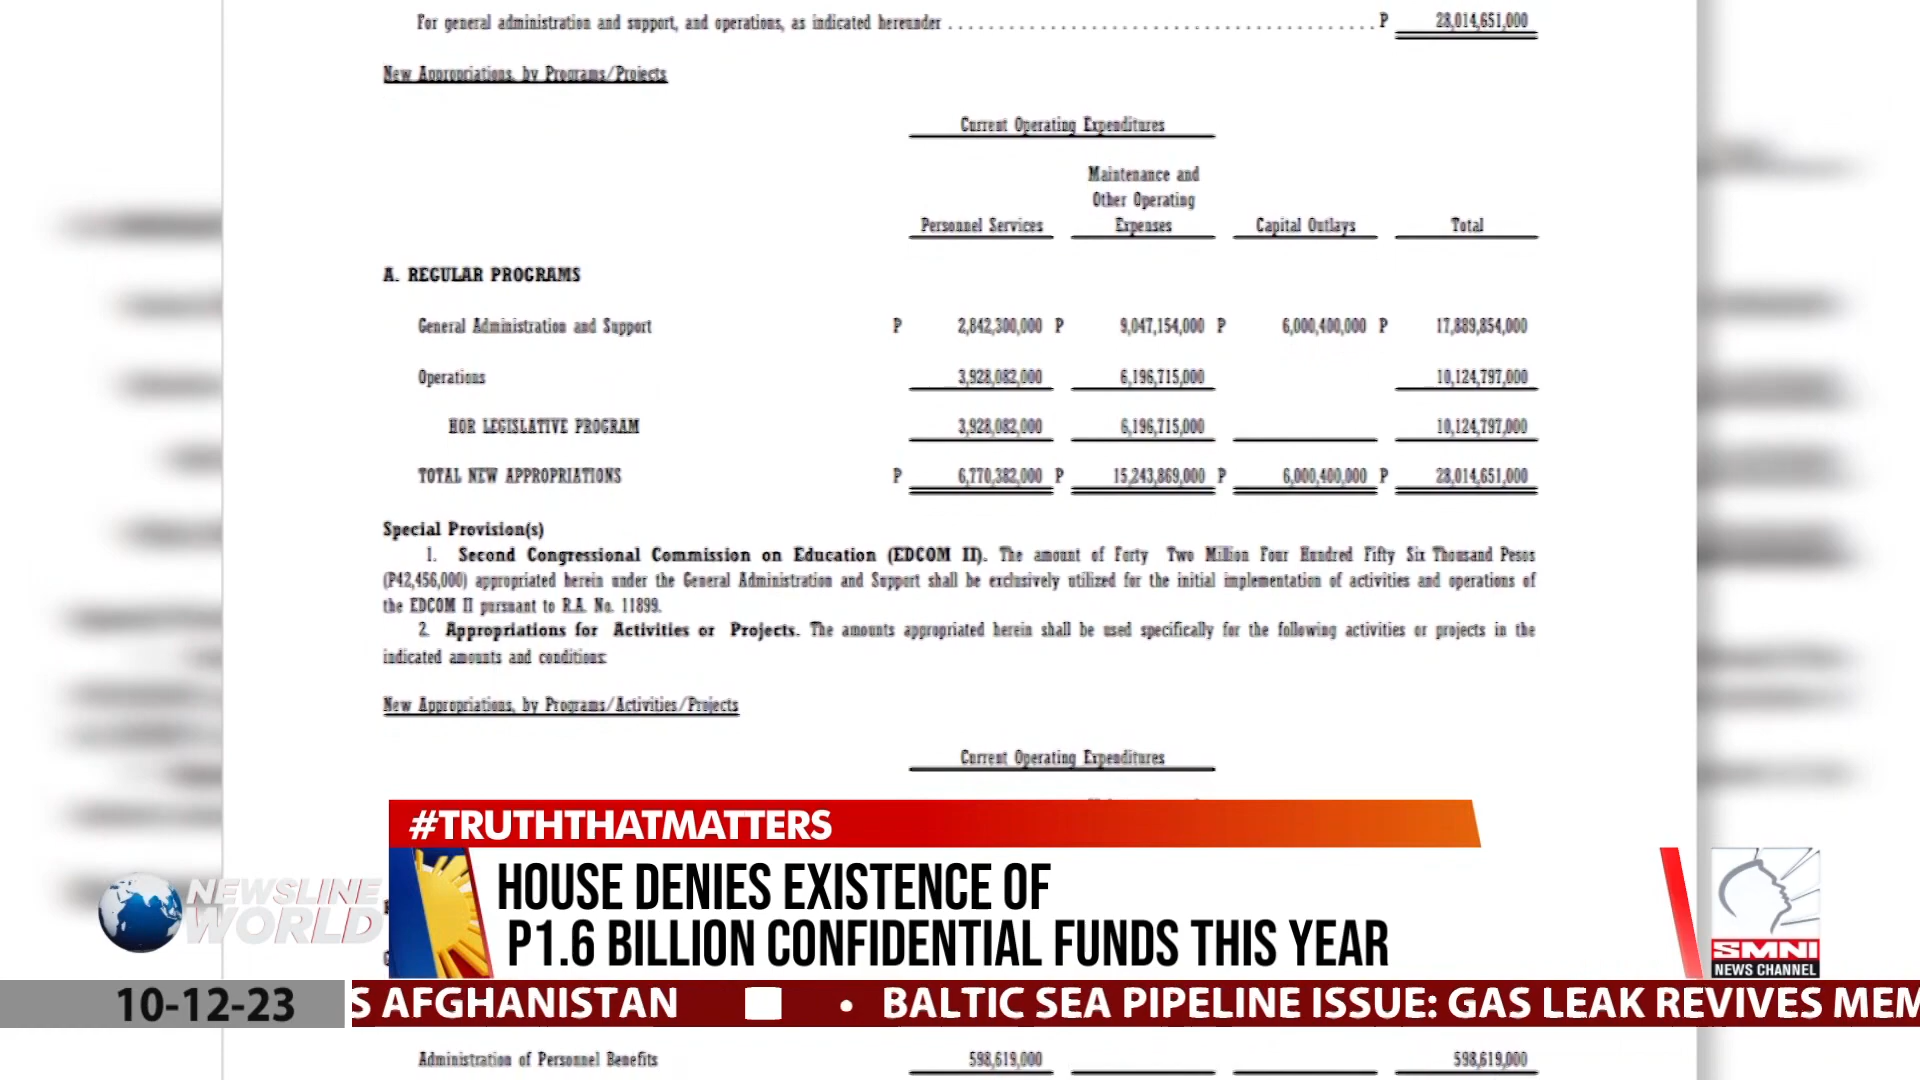 For general administration and support, and operations, as indicated hereunder ........................................... P 28,014,651,000
New Appropriations, by Programs/Projects
Current Operating Expenditures
Maintenance and
Other Operating
Personnel Services Expenses Capital Outlays Total
A. REGULAR PROGRAMS
General Administration and Support P 2,842,300,000 P 9,047,154,000 P 6,000,400,000 P 17,889,854,000
Operations 3,928,082,000 6,196,715,000 10,124,797,000
HOR LEGISLATIVE PROGRAM 3,928,082,000 6,196,715,000 10,124,797,000
TOTAL NEW APPROPRIATIONS P 6,770,382,000 P 15,243,869,000 P 6,000,400,000 P 28,014,651,000
Special Provision(s)
1. Second Congressional Commission on Education (EDCOM II). The amount of Forty Two Million Four Hundred Fifty Six Thousand Pesos
(P42,456,000) appropriated herein under the General Administration and Support shall be exclusively utilized for the initial implementation of activities and operations of
the EDCOM II pursuant to R.A. No. 11899.
2. Appropriations for Activities or Projects. The amounts appropriated herein shall be used specifically for the following activities or projects in the
indicated amounts and conditions:
New Appropriations, by Programs/Activities/Projects
Current Operating Expenditures
#TRUTHTHATMATTERS
HOUSE DENIES EXISTENCE OF
P1.6 BILLION CONFIDENTIAL FUNDS THIS YEAR
NEWSLINE
WORLD
SMNI
NEWS CHANNEL
10-12-23
S AFGHANISTAN • BALTIC SEA PIPELINE ISSUE: GAS LEAK REVIVES MEM
Administration of Personnel Benefits 598,619,000 598,619,000